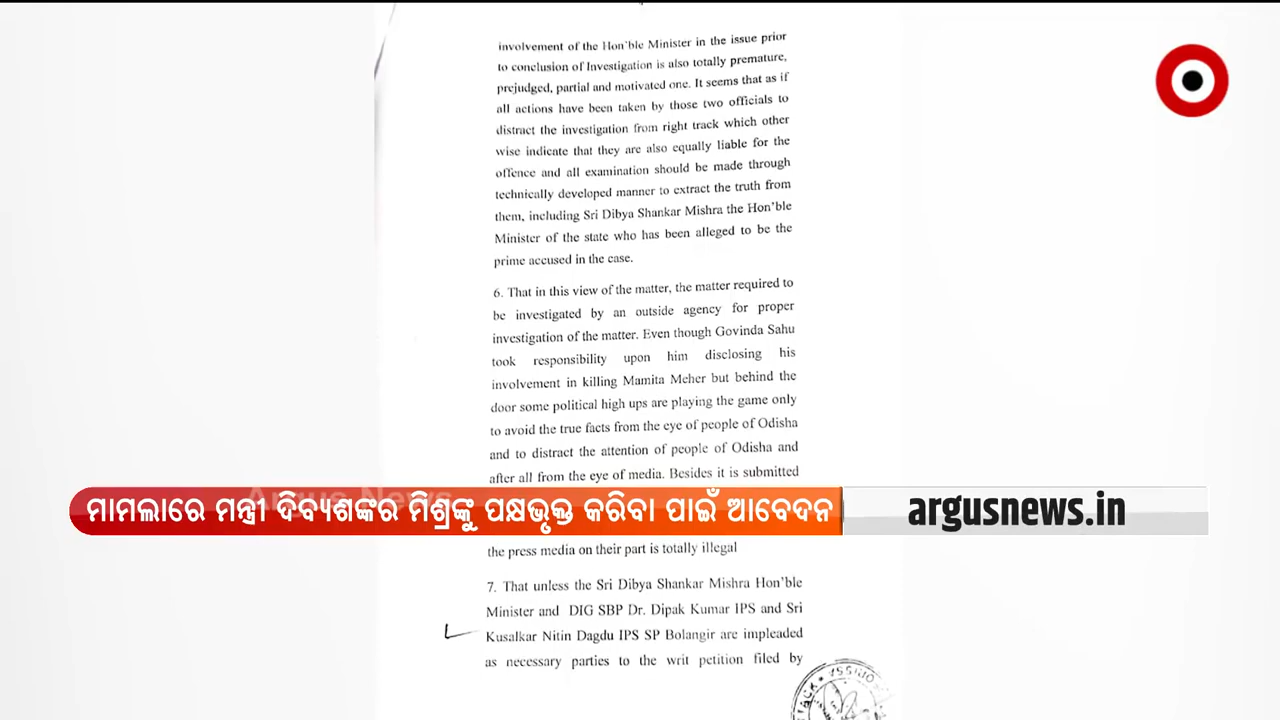 involvement of the Hon'ble Minister in the issue prior
to conclusion of Investigation is also totally premature,
prejudged, partial and motivated one. It seems that as if
all actions have been taken by those two officials to
distract the investigation from right track which other
wise indicate that they are also equally liable for the
offence and all examination should be made through
technically developed manner to extract the truth from
them, including Sri Dibya Shankar Mishra the Hon'ble
Minister of the state who has been alleged to be the
prime accused in the case.
6. That in this view of the matter, the matter required to
be investigated by an outside agency for proper
investigation of the matter. Even though Govinda Sahu
took responsibility upon him disclosing his
involvement in killing Mamita Meher but behind the
door some political high ups are playing the game only
to avoid the true facts from the eye of people of Odisha
and to distract the attention of people of Odisha and
after all from the eye of media. Besides it is submitted
Argus News
ମାମଲାରେ ମନ୍ତ୍ରୀ ଦିବ୍ୟଶଙ୍କର ମିଶ୍ରଙ୍କୁ ପକ୍ଷଭୁକ୍ତ କରିବା ପାଇଁ ଆବେଦନ
argusnews.in
the press media on their part is totally illegal
7. That unless the Sri Dibya Shankar Mishra Hon'ble
Minister and DIG SBP Dr. Dipak Kumar IPS and Sri
Kusalkar Nitin Dagdu IPS SP Bolangir are impleaded
as necessary parties to the writ petition filed by